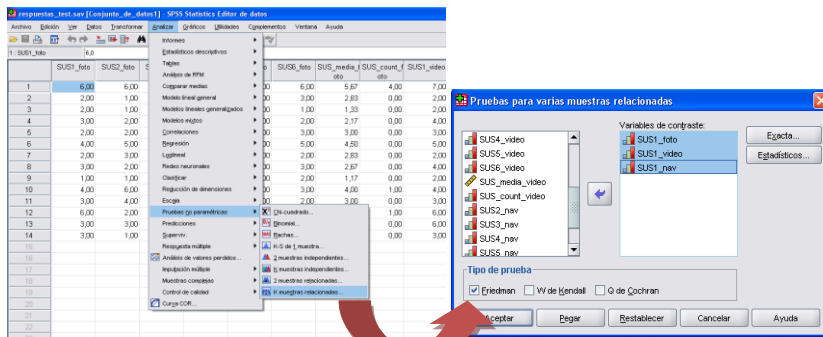 respuestas_test.sav [Conjunto_de_datos1] - SPSS Statistics Editor de datos
Archivo Edición Ver Datos Transformar Analizar Gráficos Utilidades Complementos Ventana Ayuda
1 : SUS1_foto 6,0
SUS1_foto SUS2_foto SUS6_foto SUS_media_foto SUS_count_foto SUS1_video
1 6,00 6,00 6,00 5,67 4,00 7,00
2 2,00 1,00 3,00 2,83 0,00 2,00
3 2,00 1,00 1,00 1,33 0,00 2,00
4 3,00 2,00 2,00 2,17 0,00 4,00
5 2,00 2,00 3,00 3,00 0,00 3,00
6 4,00 5,00 5,00 4,50 0,00 5,00
7 2,00 3,00 2,00 2,83 0,00 2,00
8 3,00 2,00 3,00 2,67 0,00 4,00
9 1,00 1,00 2,00 1,17 0,00 2,00
10 4,00 6,00 3,00 4,00 1,00 4,00
11 3,00 4,00 2,00 3,00 0,00 3,00
12 6,00 2,00 1,00 6,00
13 3,00 3,00 0,00 6,00
14 3,00 1,00 0,00 3,00
15
16
17
18
19
20
21
22
Informes
Estadísticos descriptivos
Tablas
Análisis de RFM
Comparar medias
Modelo lineal general
Modelos lineales generalizados
Modelos mixtos
Correlaciones
Regresión
Loglineal
Redes neuronales
Clasificar
Reducción de dimensiones
Escala
Pruebas no paramétricas
Predicciones
Superviv.
Respuesta múltiple
Análisis de valores perdidos...
Imputación múltiple
Muestras complejas
Control de calidad
Curva COR...
Chi-cuadrado...
Binomial...
Rachas...
K-S de 1 muestra...
2 muestras independientes...
K muestras independientes...
2 muestras relacionadas...
K muestras relacionadas...
Pruebas para varias muestras relacionadas
SUS4_video
SUS5_video
SUS6_video
SUS_media_video
SUS_count_video
SUS2_nav
SUS3_nav
SUS4_nav
SUS5_nav
Variables de contraste:
SUS1_foto
SUS1_video
SUS1_nav
Exacta...
Estadísticos...
Tipo de prueba
Friedman W de Kendall Q de Cochran
Aceptar Pegar Restablecer Cancelar Ayuda